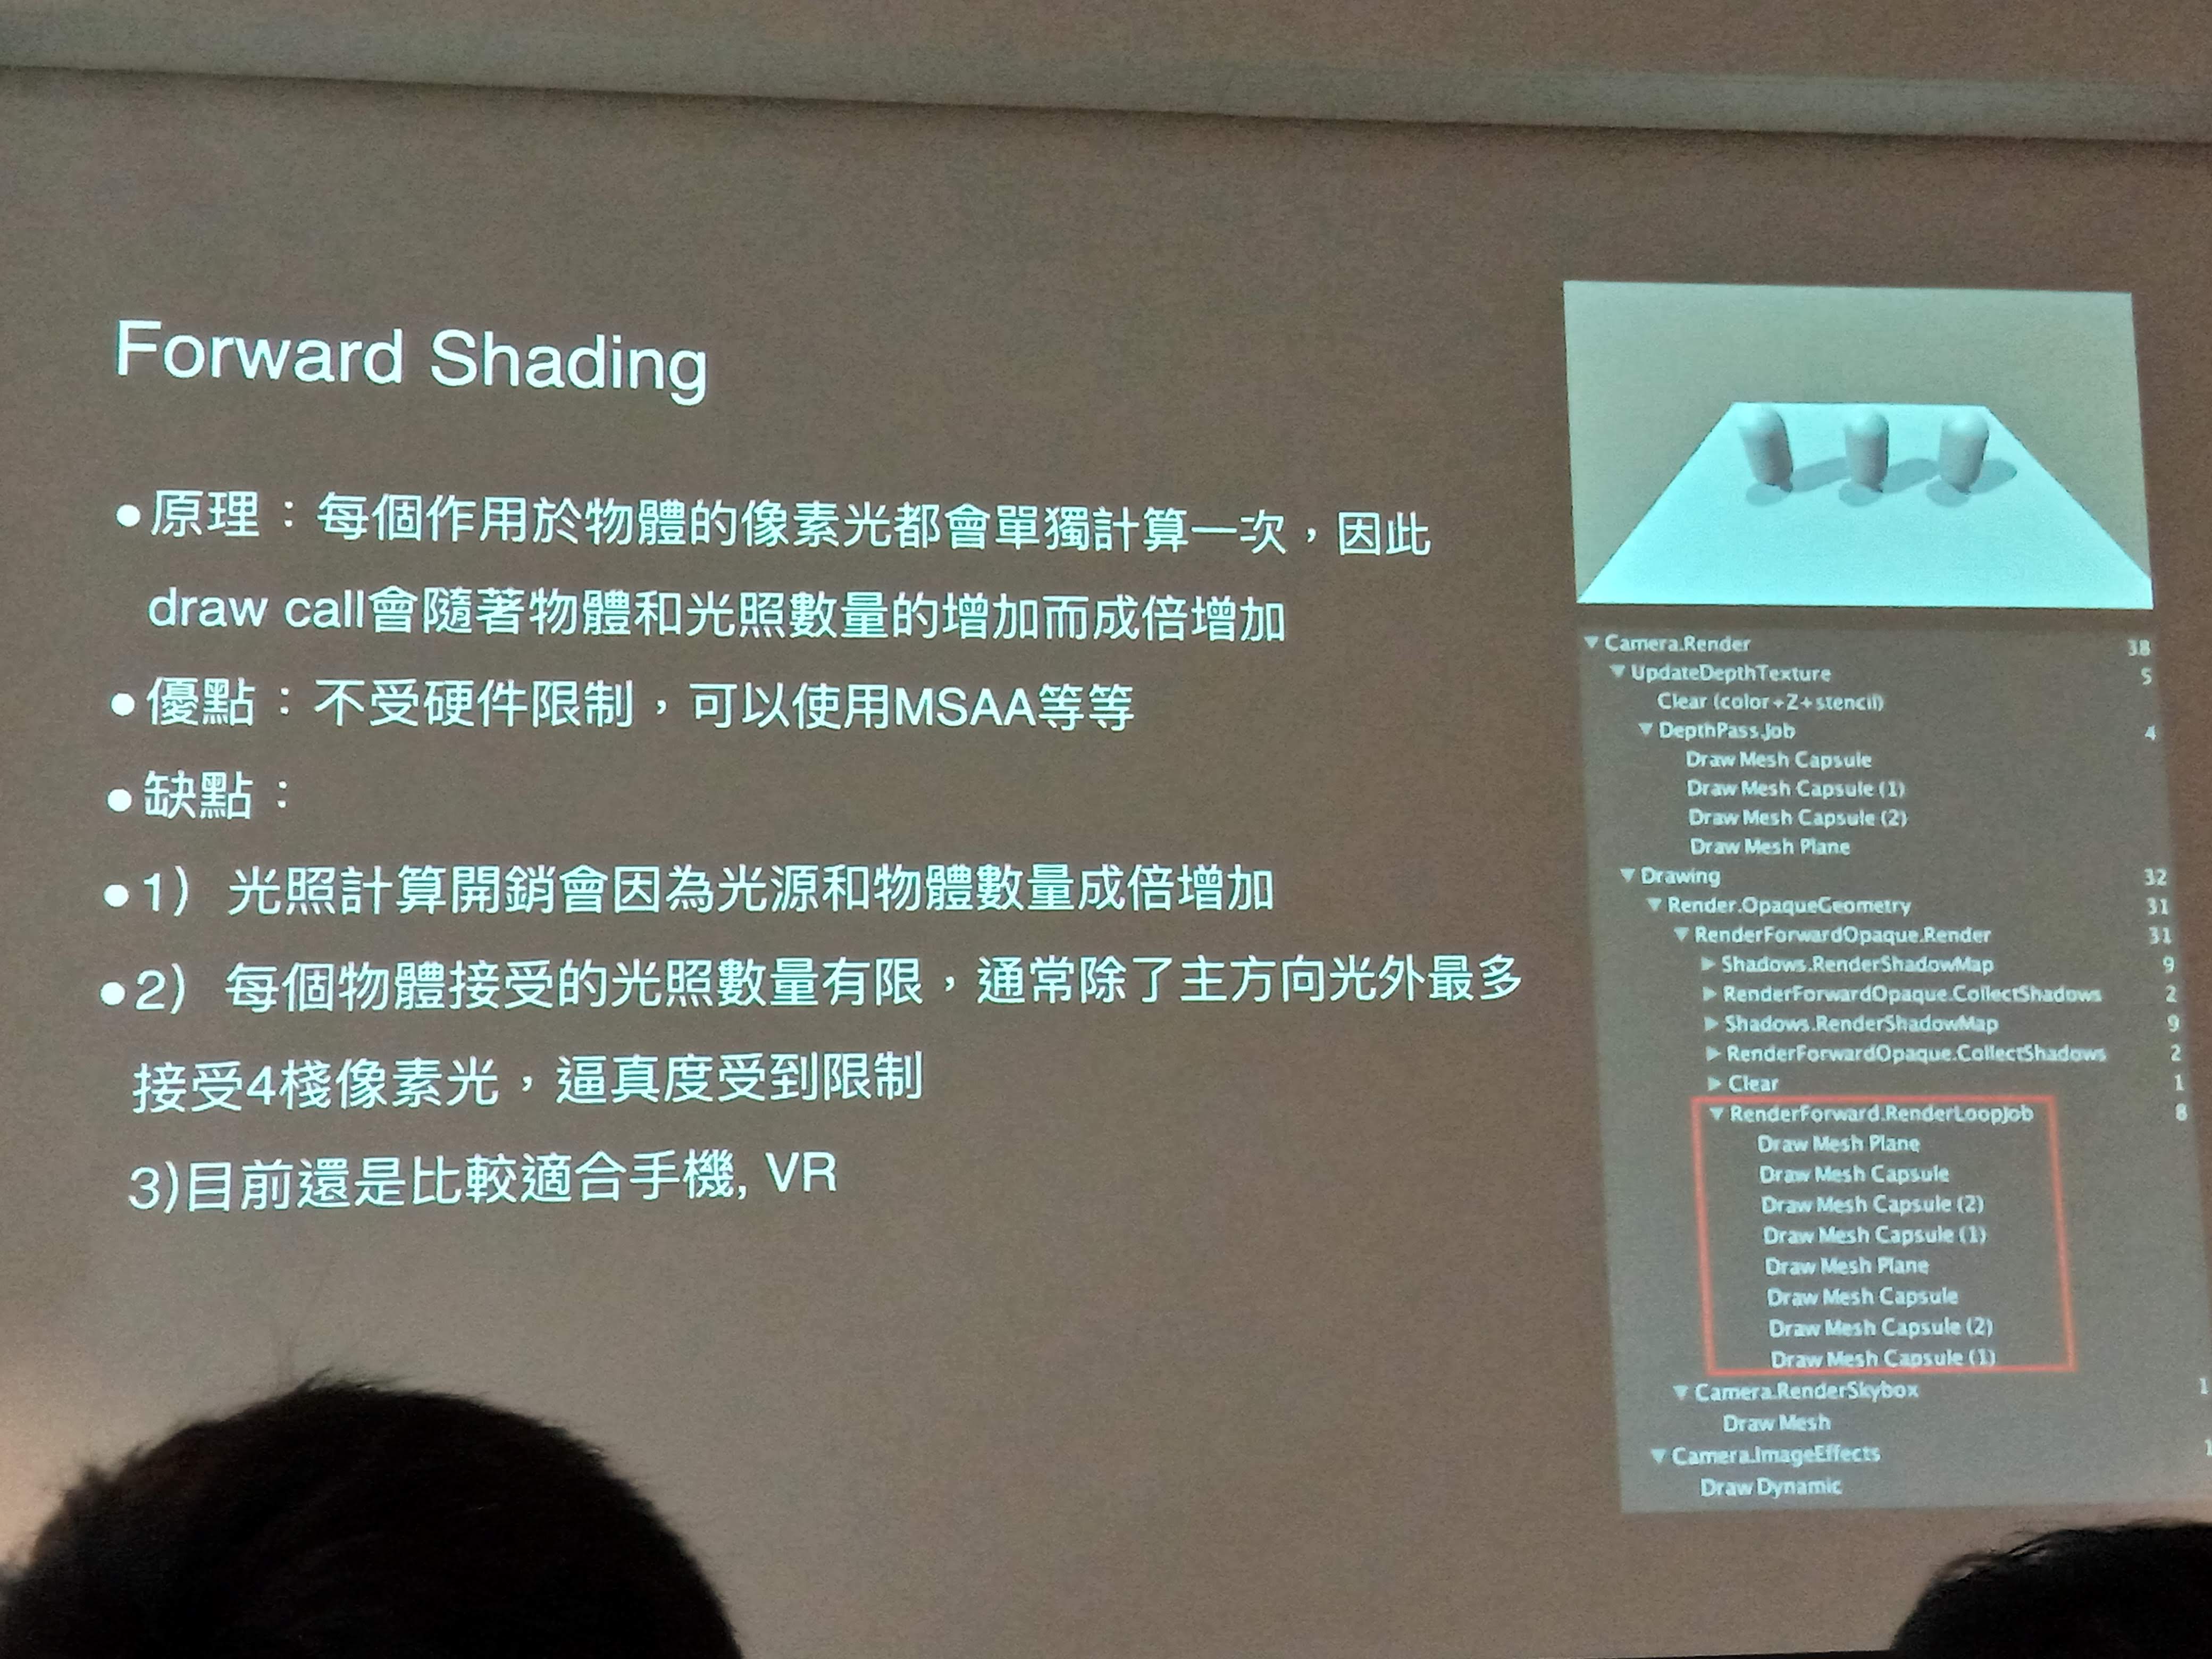 Forward Shading
●原理：每個作用於物體的像素光都會單獨計算一次，因此
draw call會隨著物體和光照數量的增加而成倍增加
●優點：不受硬件限制，可以使用MSAA等等
●缺點：
●1) 光照計算開銷會因為光源和物體數量成倍增加
●2) 每個物體接受的光照數量有限，通常除了主方向光外最多
接受4棧像素光，逼真度受到限制
3)目前還是比較適合手機, VR
▼ Camera.Render 38
▼ UpdateDepthTexture 5
Clear (color+Z+stencil)
▼ DepthPass.Job 4
Draw Mesh Capsule
Draw Mesh Capsule (1)
Draw Mesh Capsule (2)
Draw Mesh Plane
▼ Drawing 32
▼ Render.OpaqueGeometry 31
▼ RenderForwardOpaque.Render 31
▶ Shadows.RenderShadowMap 9
▶ RenderForwardOpaque.CollectShadows 2
▶ Shadows.RenderShadowMap 9
▶ RenderForwardOpaque.CollectShadows 2
▶ Clear 1
▼ RenderForward.RenderLoopJob 8
Draw Mesh Plane
Draw Mesh Capsule
Draw Mesh Capsule (2)
Draw Mesh Capsule (1)
Draw Mesh Plane
Draw Mesh Capsule
Draw Mesh Capsule (2)
Draw Mesh Capsule (1)
▼ Camera.RenderSkybox 1
Draw Mesh
▼ Camera.ImageEffects 1
Draw Dynamic